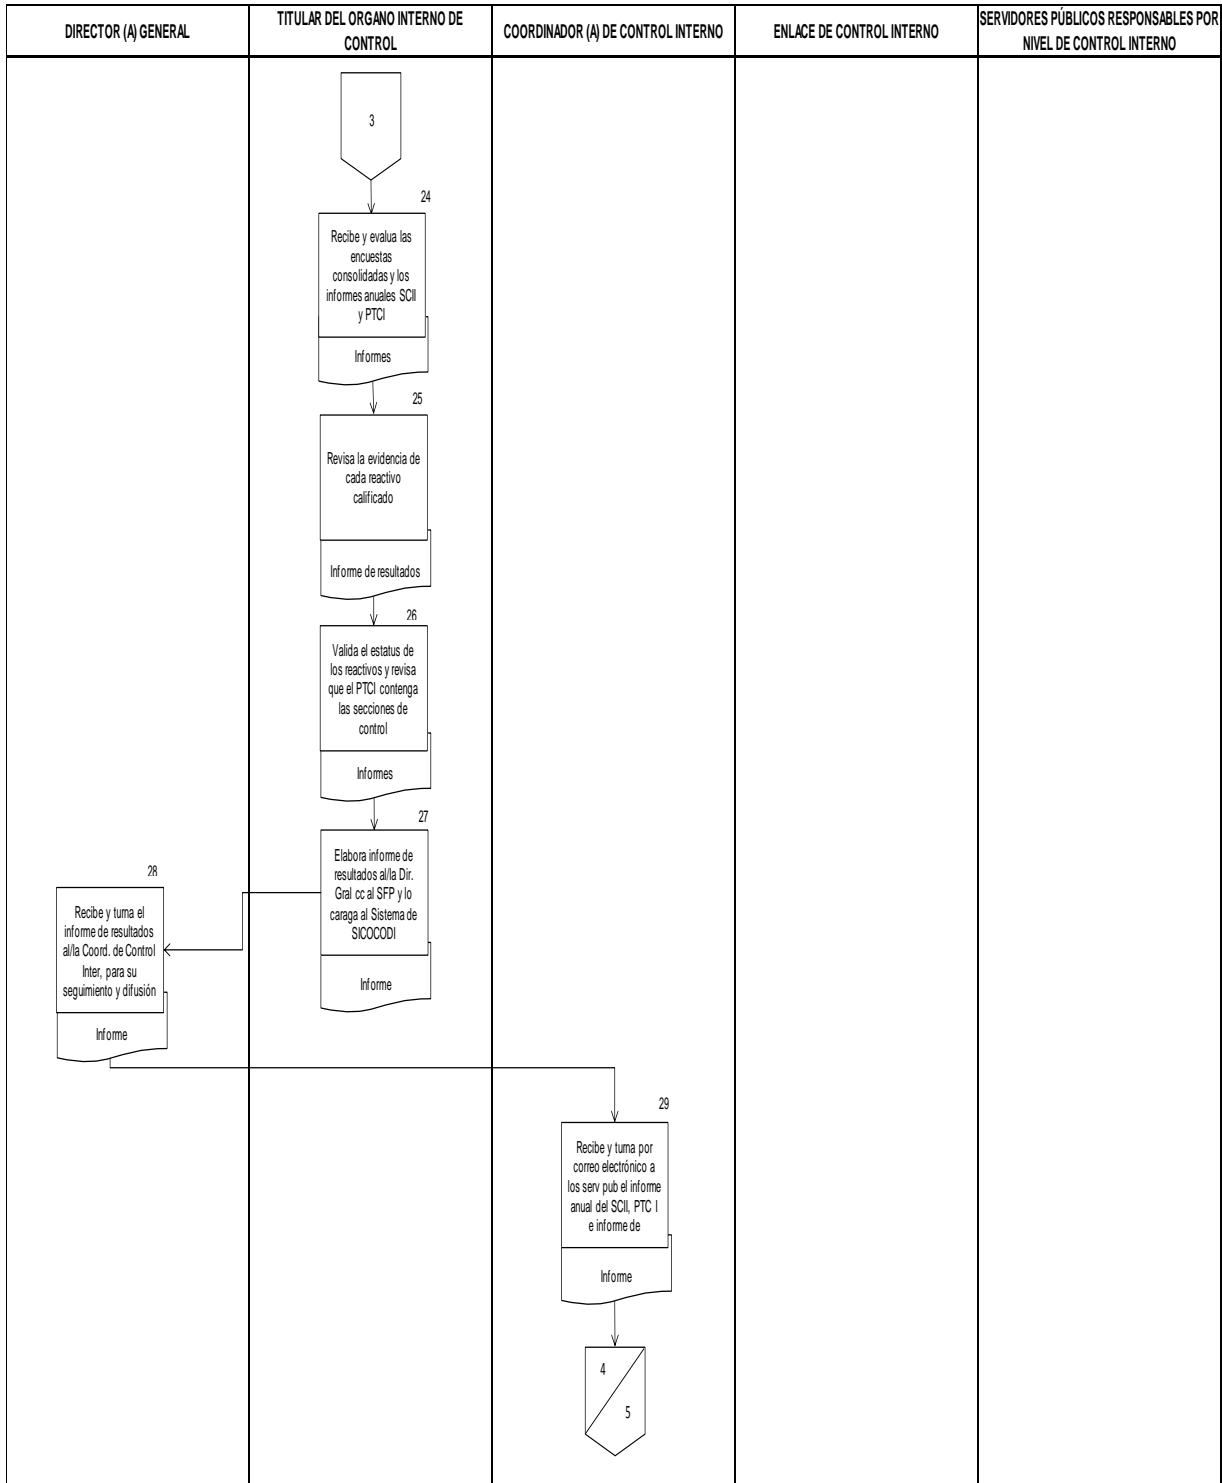 DIRECTOR (A) GENERAL
TITULAR DEL ORGANO INTERNO DE
CONTROL
COORDINADOR (A) DE CONTROL INTERNO
ENLACE DE CONTROL INTERNO
SERVIDORES PÚBLICOS RESPONSABLES POR
NIVEL DE CONTROL INTERNO
3
24
Recibe y evalua las
encuestas
consolidadas y los
informes anuales SCII
y PTCI
Informes
25
Revisa la evidencia de
cada reactivo
calificado
Informe de resultados
26
Valida el estatus de
los reactivos y revisa
que el PTCI contenga
las secciones de
control
Informes
27
Elabora informe de
resultados al/la Dir.
Gral cc al SFP y lo
caraga al Sistema de
SICOCODI
Informe
28
Recibe y turna el
informe de resultados
al/la Coord. de Control
Inter, para su
seguimiento y difusión
Informe
29
Recibe y turna por
correo electrónico a
los serv pub el informe
anual del SCII, PTC I
e informe de
Informe
4
5